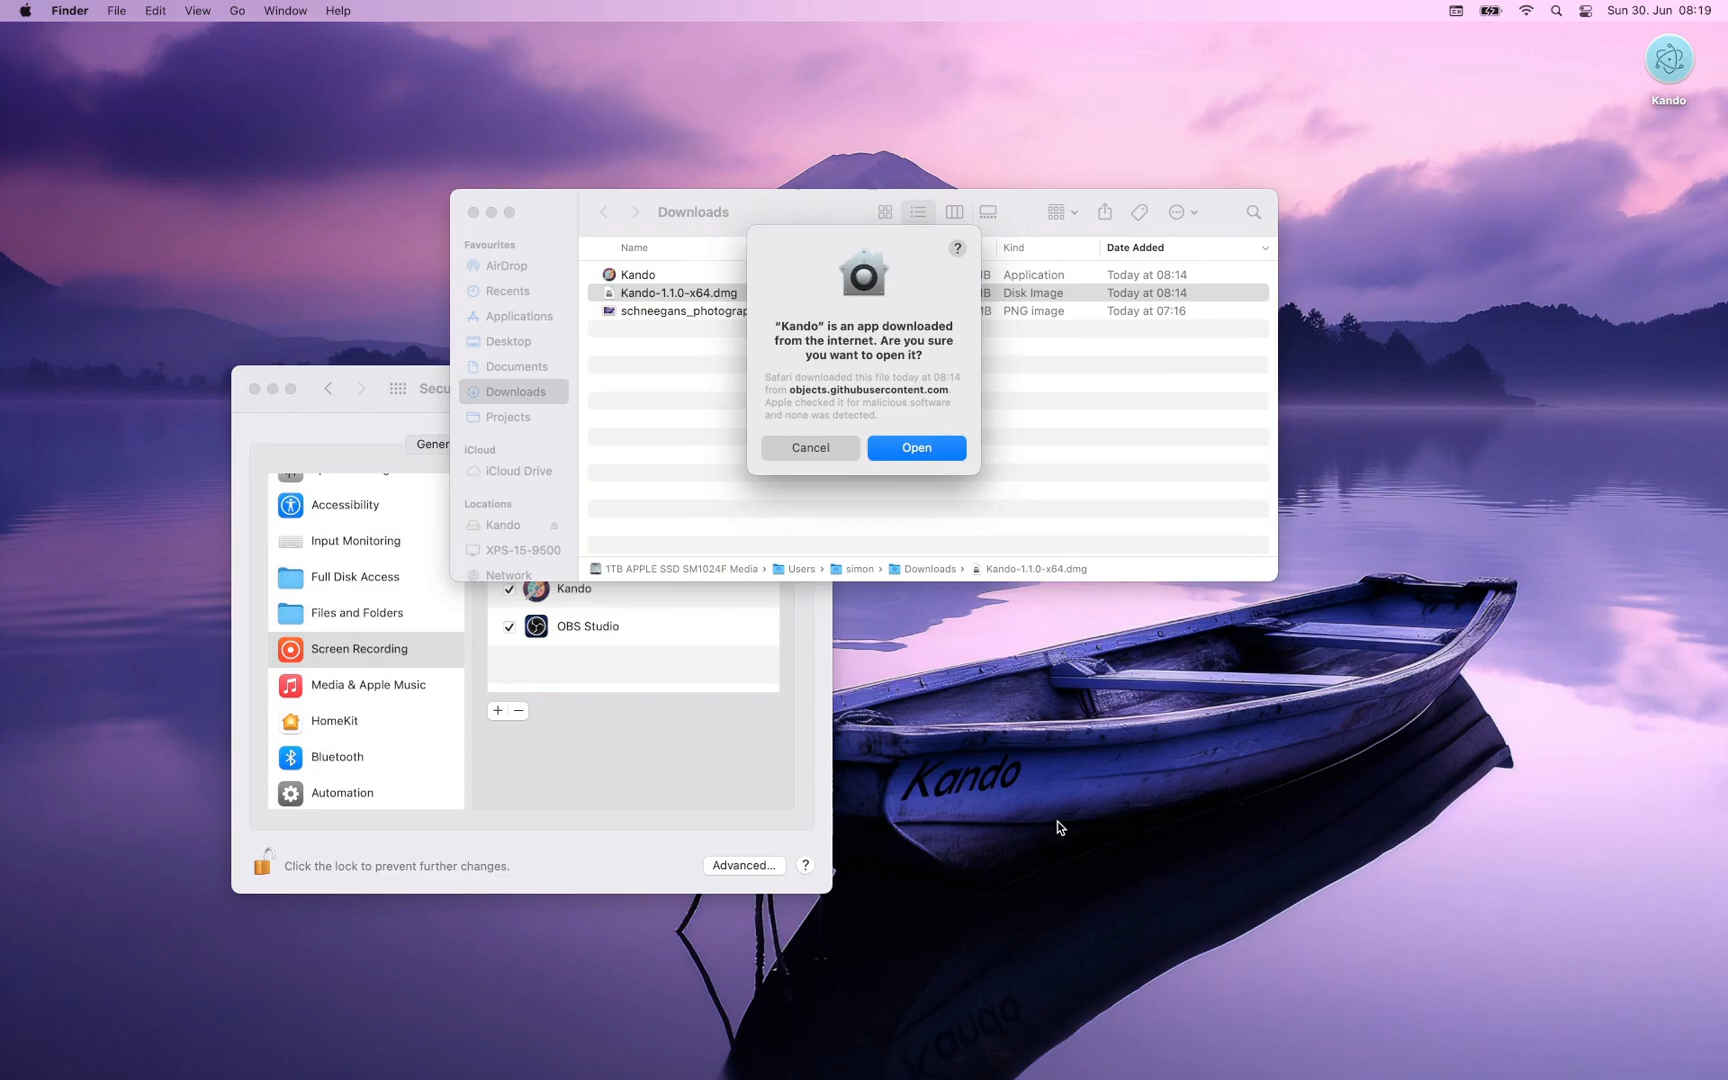 Finder File Edit View Go Window Help
Sun 30. Jun 08:19
Kando
Downloads
Favourites
AirDrop
Recents
Applications
Desktop
Documents
Downloads
Projects
iCloud
iCloud Drive
Locations
Kando
XPS-15-9500
Network
Name Kind Date Added
Kando Application Today at 08:14
Kando-1.1.0-x64.dmg Disk Image Today at 08:14
schneegans_photograp PNG image Today at 07:16
?
“Kando” is an app downloaded
from the internet. Are you sure
you want to open it?
Safari downloaded this file today at 08:14
from objects.githubusercontent.com.
Apple checked it for malicious software
and none was detected.
Cancel Open
1TB APPLE SSD SM1024F Media › Users › simon › Downloads › Kando-1.1.0-x64.dmg
Secu
Gener
Accessibility
Input Monitoring
Full Disk Access
Files and Folders
Screen Recording
Media & Apple Music
HomeKit
Bluetooth
Automation
Kando
OBS Studio
+ −
Click the lock to prevent further changes.
Advanced... ?
Kando